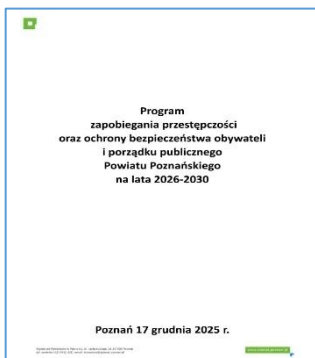 Program
zapobiegania przestępczości
oraz ochrony bezpieczeństwa obywateli
i porządku publicznego
Powiatu Poznańskiego
na lata 2026-2030
Poznań 17 grudnia 2025 r.